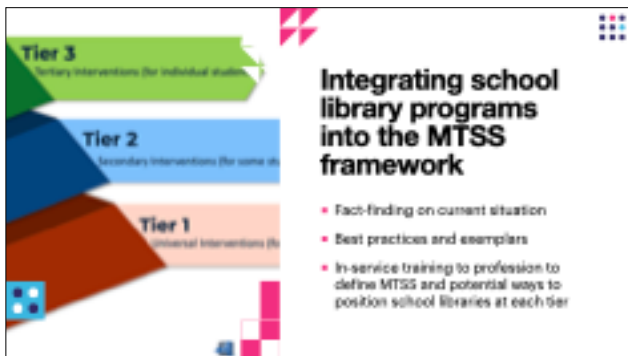 Tier 3
Tertiary Interventions (for individual studen
Tier 2
Secondary Interventions (for some stu
Tier 1
Universal Interventions (fo
Integrating school
library programs
into the MTSS
framework
Fact-finding on current situation
Best practices and exemplars
In-service training to profession to
define MTSS and potential ways to
position school libraries at each tier